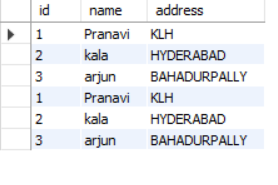 id name address
1 Pranavi KLH
2 kala HYDERABAD
3 arjun BAHADURPALLY
1 Pranavi KLH
2 kala HYDERABAD
3 arjun BAHADURPALLY